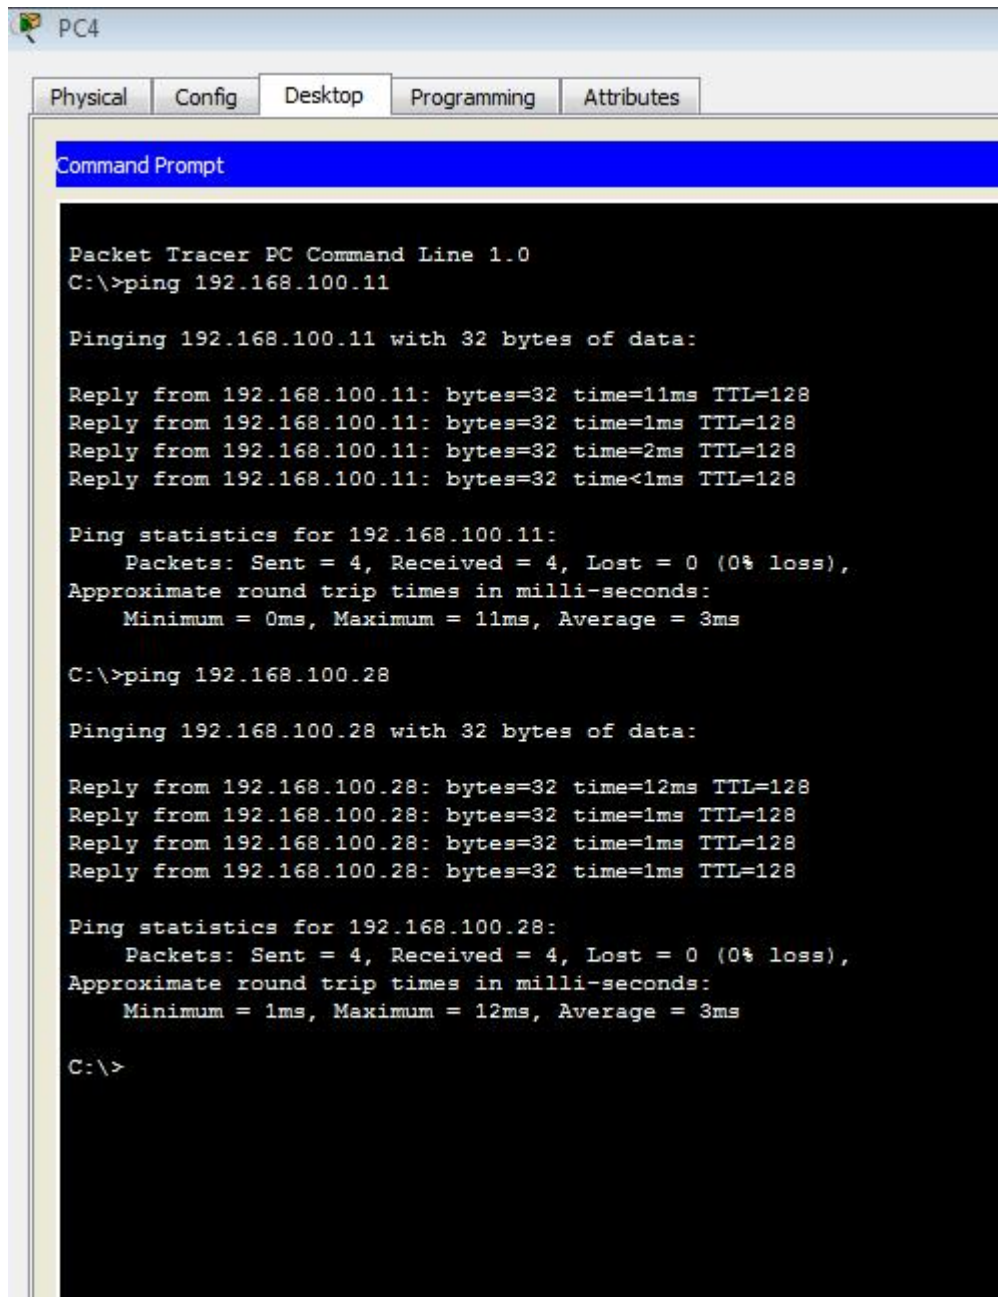 PC4
Physical Config Desktop Programming Attributes
Command Prompt
Packet Tracer PC Command Line 1.0
C:\>ping 192.168.100.11
Pinging 192.168.100.11 with 32 bytes of data:
Reply from 192.168.100.11: bytes=32 time=11ms TTL=128
Reply from 192.168.100.11: bytes=32 time=1ms TTL=128
Reply from 192.168.100.11: bytes=32 time=2ms TTL=128
Reply from 192.168.100.11: bytes=32 time<1ms TTL=128
Ping statistics for 192.168.100.11:
Packets: Sent = 4, Received = 4, Lost = 0 (0% loss),
Approximate round trip times in milli-seconds:
Minimum = 0ms, Maximum = 11ms, Average = 3ms
C:\>ping 192.168.100.28
Pinging 192.168.100.28 with 32 bytes of data:
Reply from 192.168.100.28: bytes=32 time=12ms TTL=128
Reply from 192.168.100.28: bytes=32 time=1ms TTL=128
Reply from 192.168.100.28: bytes=32 time=1ms TTL=128
Reply from 192.168.100.28: bytes=32 time=1ms TTL=128
Ping statistics for 192.168.100.28:
Packets: Sent = 4, Received = 4, Lost = 0 (0% loss),
Approximate round trip times in milli-seconds:
Minimum = 1ms, Maximum = 12ms, Average = 3ms
C:\>